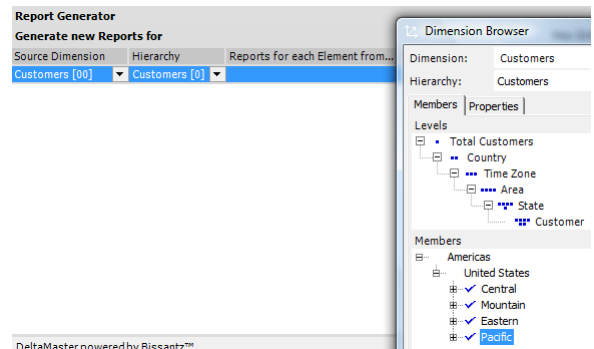 Report Generator
Generate new Reports for
Source Dimension Hierarchy Reports for each Element from...
Customers [00] Customers [0]
DeltaMaster powered by Bissantz™
Dimension Browser
Dimension: Customers
Hierarchy: Customers
Members Properties
Levels
Total Customers
Country
Time Zone
Area
State
Customer
Members
Americas
United States
Central
Mountain
Eastern
Pacific